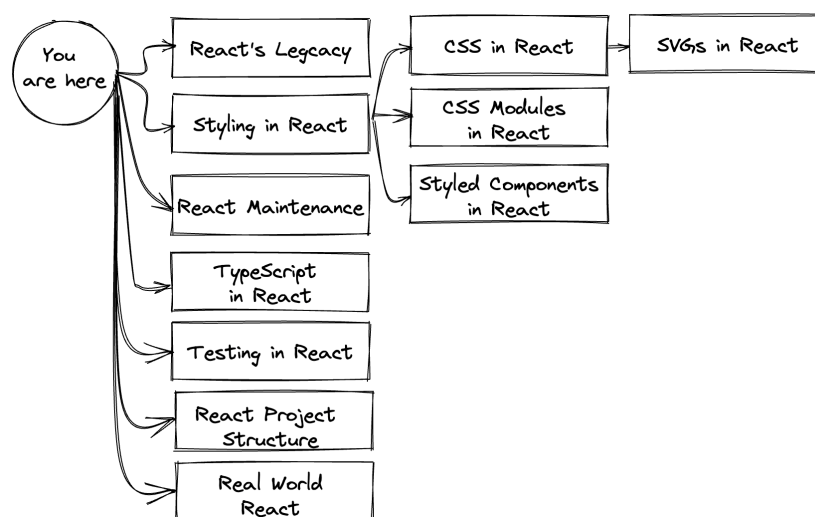 You
are here
React's Legcacy
CSS in React
SVGs in React
Styling in React
CSS Modules
in React
React Maintenance
Styled Components
in React
TypeScript
in React
Testing in React
React Project
Structure
Real World
React